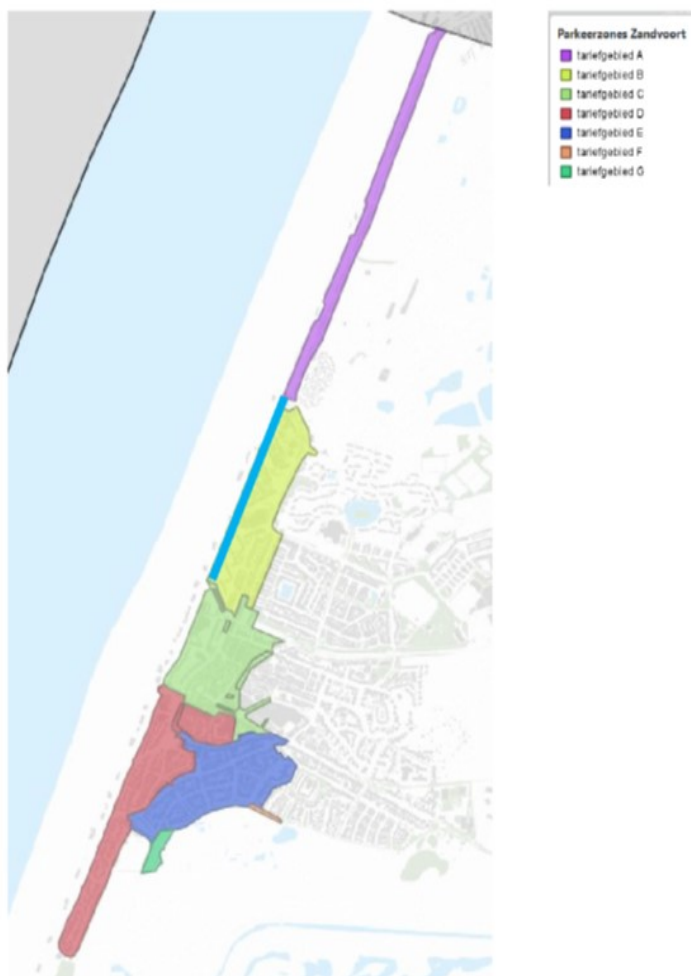 Parkeerzones Zandvoort
tariefgebied A
tariefgebied B
tariefgebied C
tariefgebied D
tariefgebied E
tariefgebied F
tariefgebied G